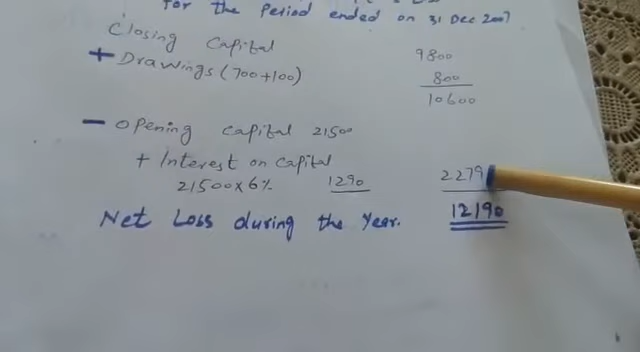 for the Period ended on 31 Dec 2007
Closing Capital 9800
+ Drawings (700+100) 800
10600
- Opening Capital 21500
+ Interest on Capital
21500 x 6% 1290 2279
Net Loss during the Year. 12190